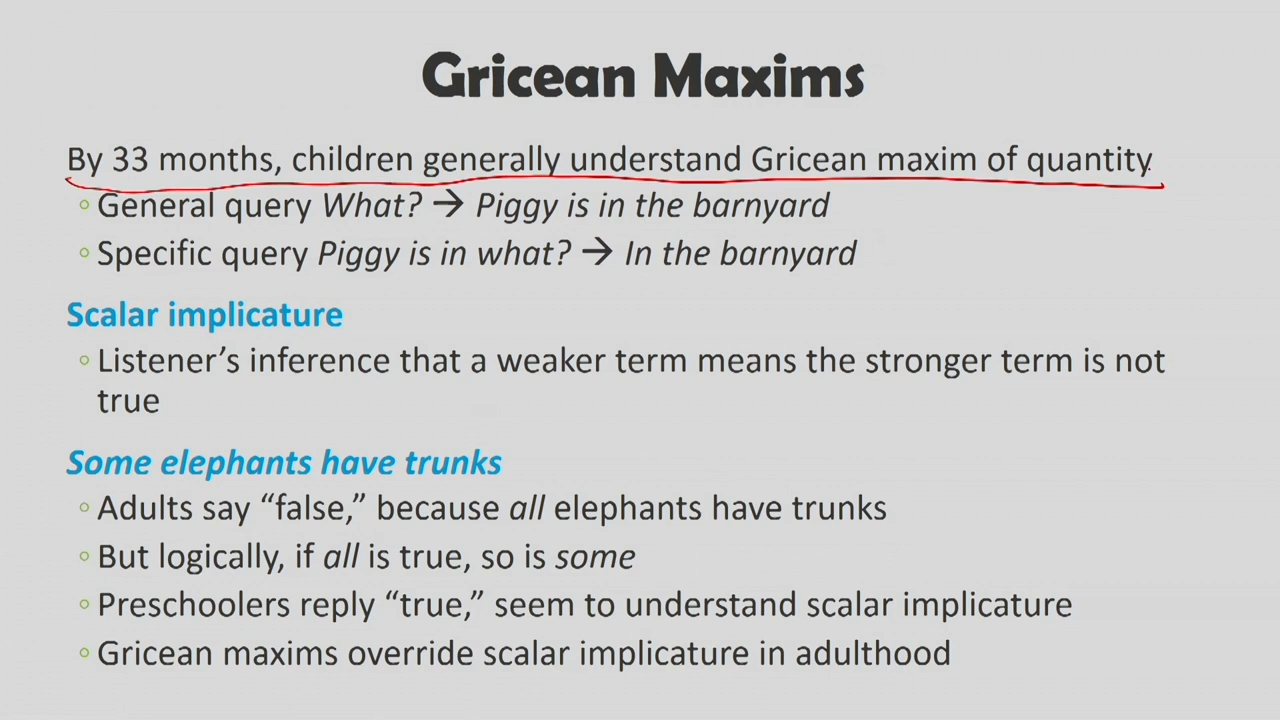 Gricean Maxims
By 33 months, children generally understand Gricean maxim of quantity.
◦ General query What? → Piggy is in the barnyard
◦ Specific query Piggy is in what? → In the barnyard
Scalar implicature
◦ Listener’s inference that a weaker term means the stronger term is not
true
Some elephants have trunks
◦ Adults say “false,” because all elephants have trunks
◦ But logically, if all is true, so is some
◦ Preschoolers reply “true,” seem to understand scalar implicature
◦ Gricean maxims override scalar implicature in adulthood